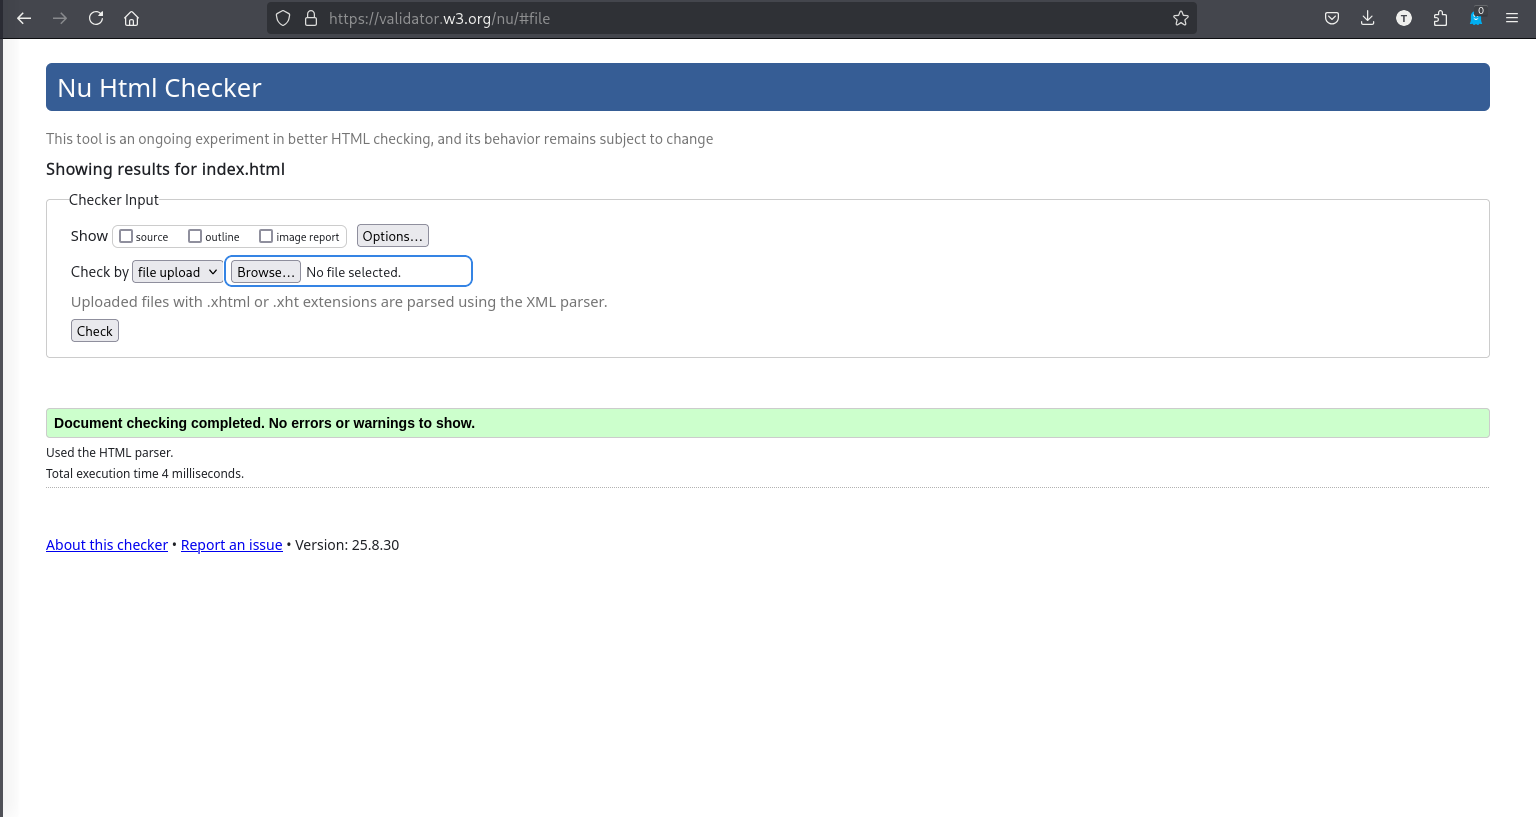 https://validator.w3.org/nu/#file
T
0
Nu Html Checker
This tool is an ongoing experiment in better HTML checking, and its behavior remains subject to change
Showing results for index.html
Checker Input
Show source outline image report Options...
Check by file upload Browse... No file selected.
Uploaded files with .xhtml or .xht extensions are parsed using the XML parser.
Check
Document checking completed. No errors or warnings to show.
Used the HTML parser.
Total execution time 4 milliseconds.
About this checker • Report an issue • Version: 25.8.30